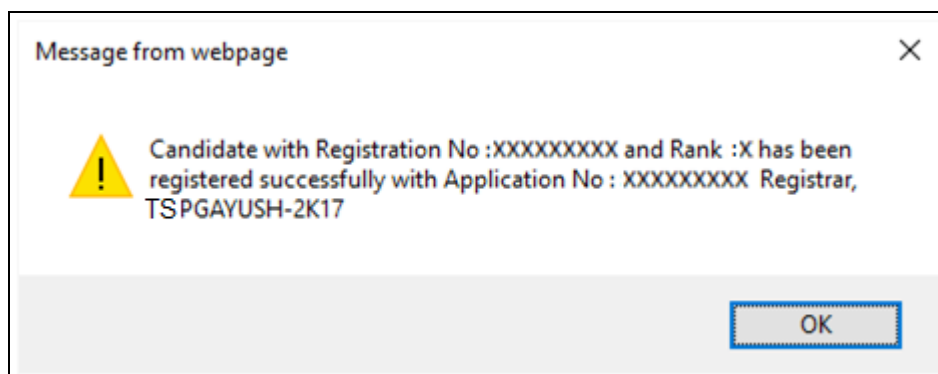 Message from webpage
Candidate with Registration No :XXXXXXXXX and Rank :X has been
registered successfully with Application No : XXXXXXXXX Registrar,
TSPGAYUSH-2K17
OK